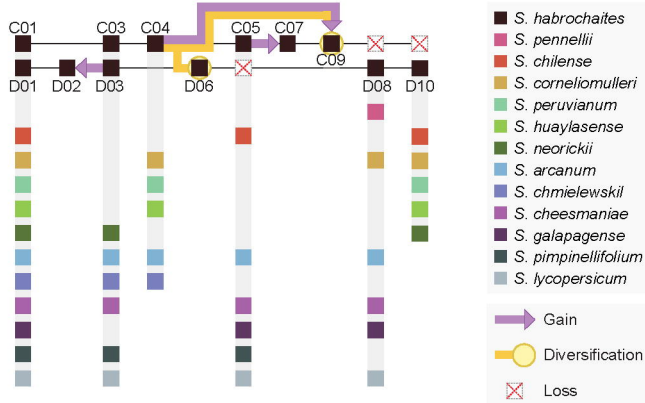 C01 C03 C04 C05 C07
C09
D01 D02 D03 D06 D08 D10
S. habrochaites
S. pennellii
S. chilense
S. corneliomulleri
S. peruvianum
S. huaylasense
S. neorickii
S. arcanum
S. chmielewskil
S. cheesmaniae
S. galapagense
S. pimpinellifolium
S. lycopersicum
Gain
Diversification
Loss